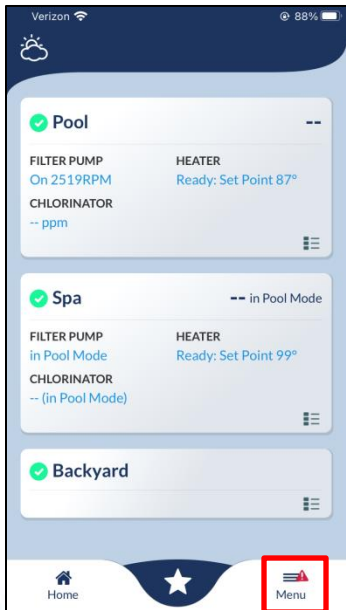 Verizon 88%
Pool --
FILTER PUMP HEATER
On 2519RPM Ready: Set Point 87°
CHLORINATOR
-- ppm
Spa -- in Pool Mode
FILTER PUMP HEATER
in Pool Mode Ready: Set Point 99°
CHLORINATOR
-- (in Pool Mode)
Backyard
Home Menu